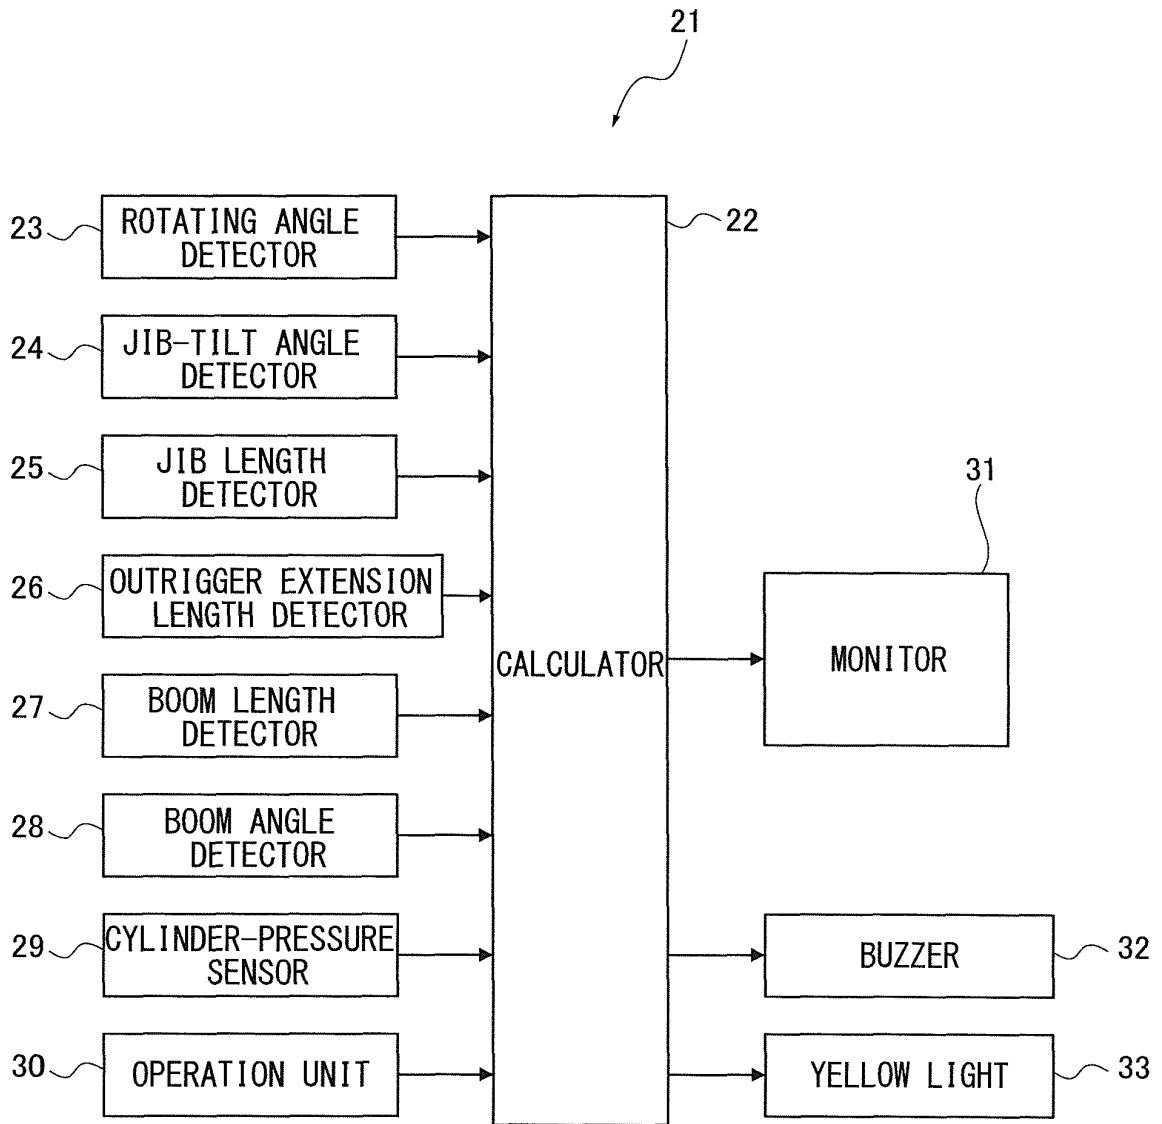 21
23
ROTATING ANGLE
DETECTOR
22
24
JIB-TILT ANGLE
DETECTOR
25
JIB LENGTH
DETECTOR
26
OUTRIGGER EXTENSION
LENGTH DETECTOR
27
BOOM LENGTH
DETECTOR
28
BOOM ANGLE
DETECTOR
29
CYLINDER-PRESSURE
SENSOR
30
OPERATION UNIT
CALCULATOR
31
MONITOR
BUZZER
32
YELLOW LIGHT
33